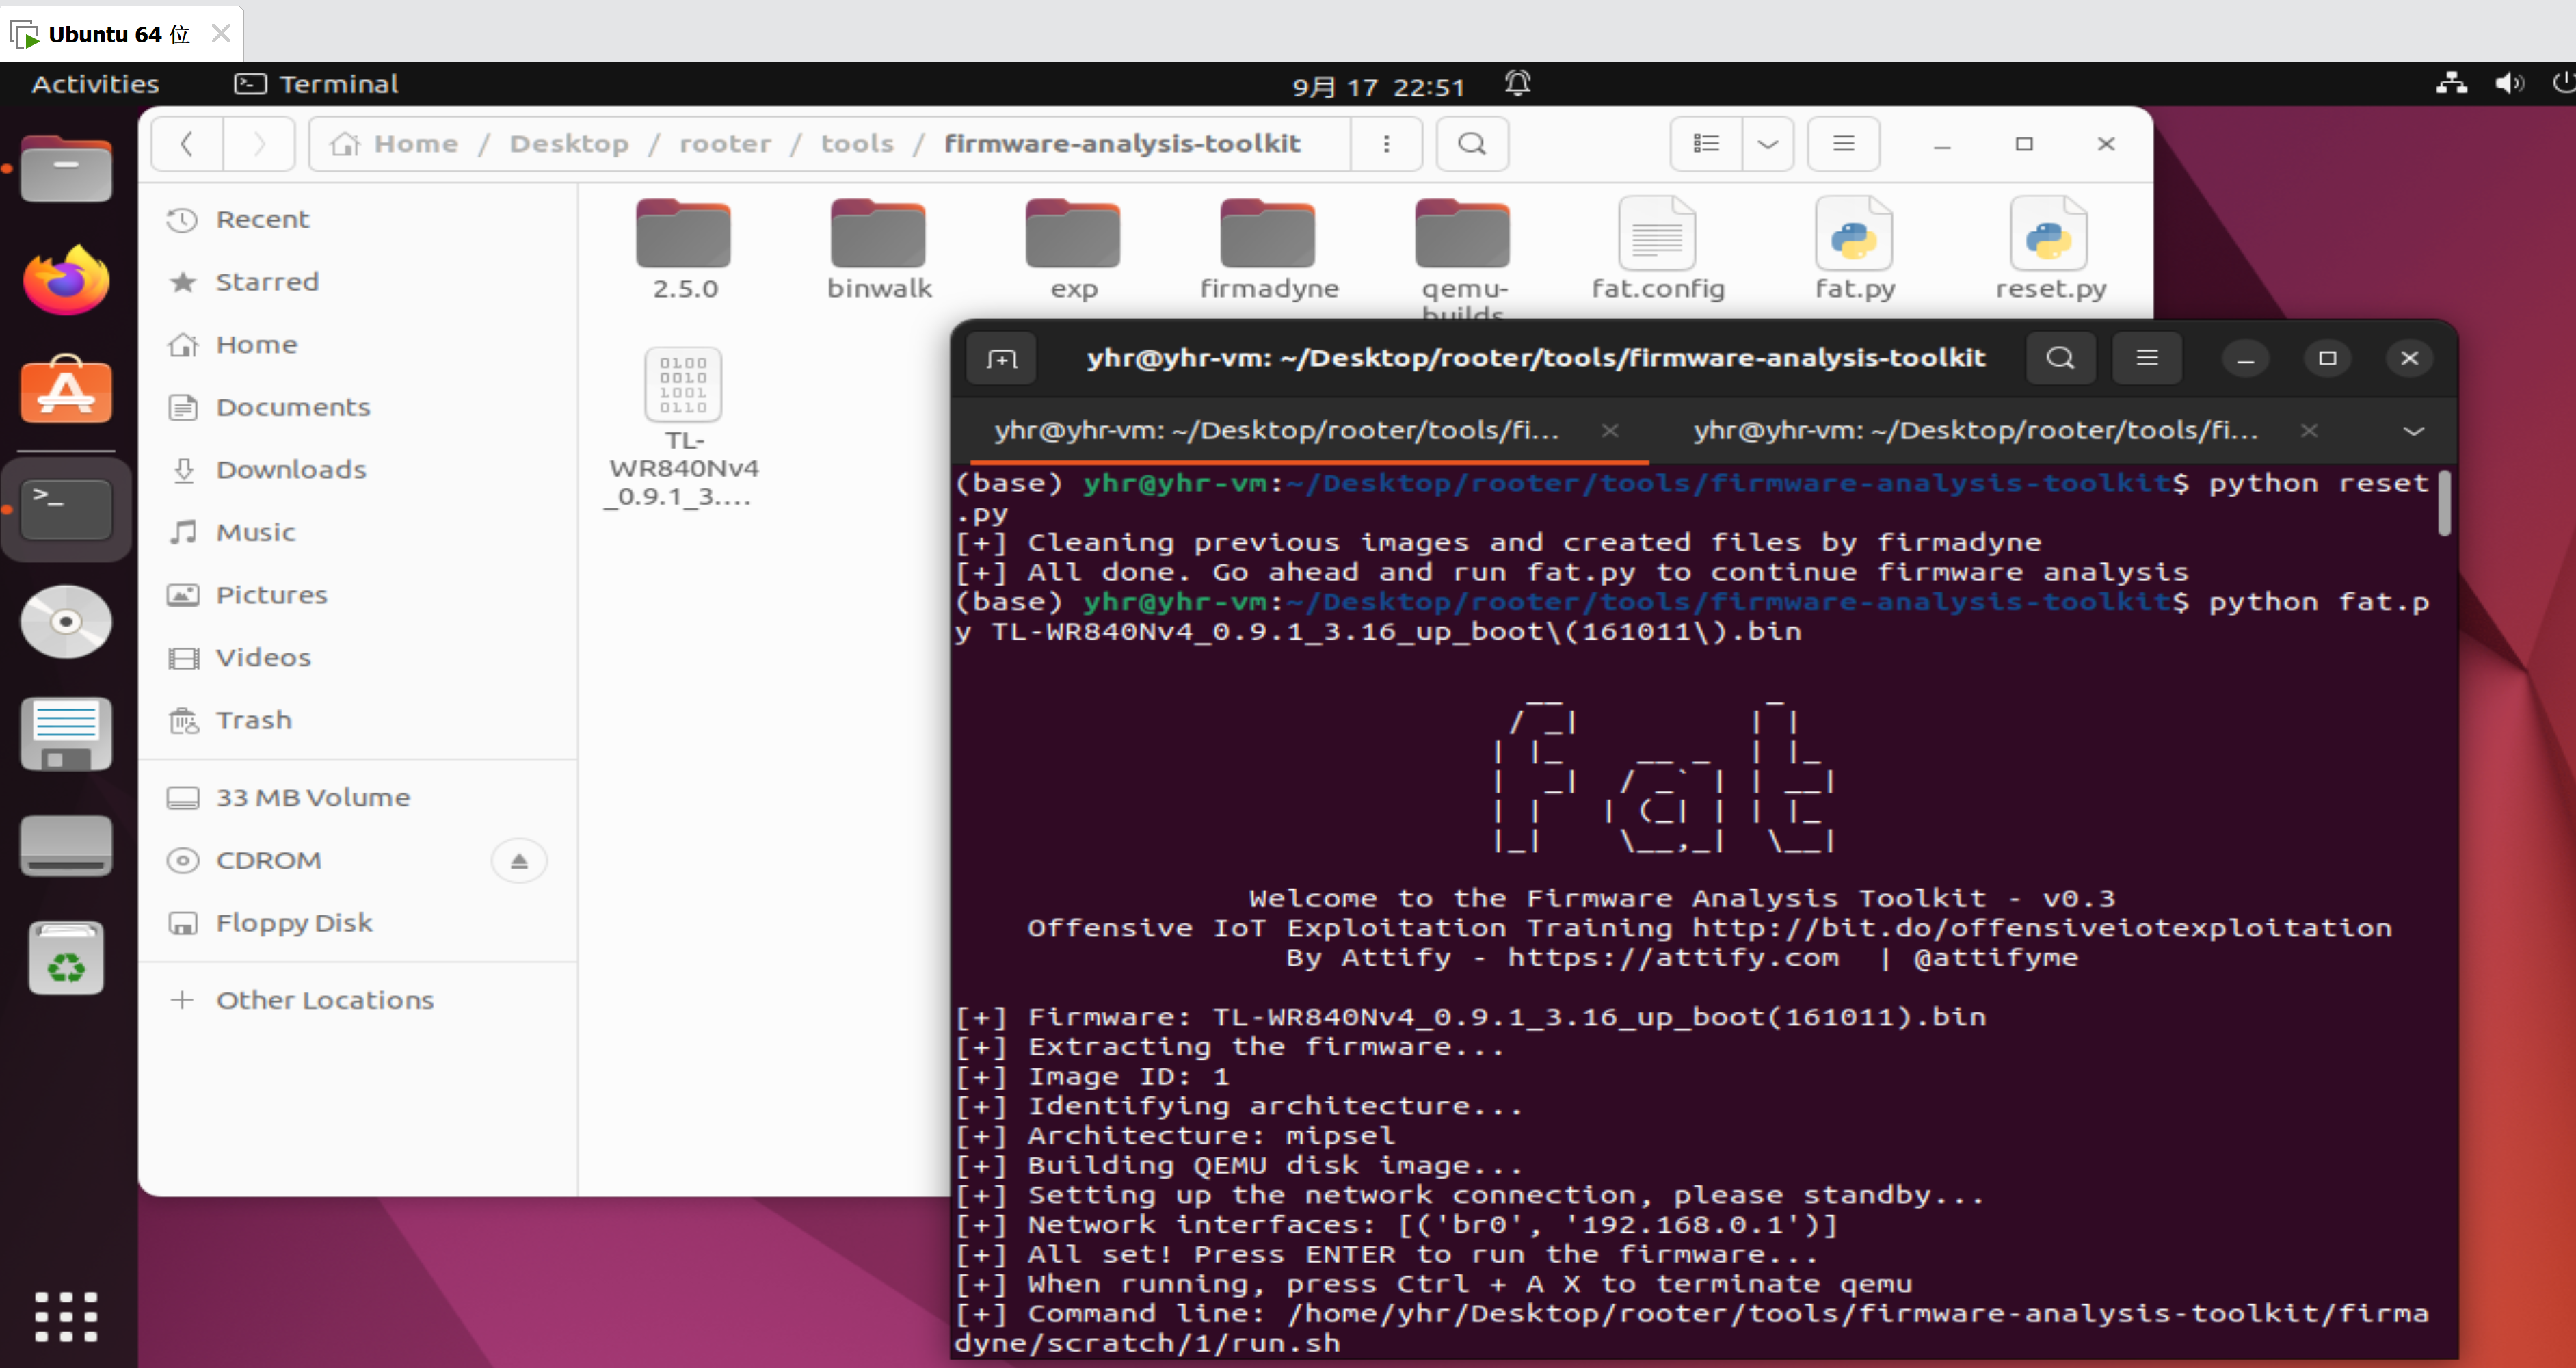 Ubuntu 64 位
Activities
Terminal
9月 17 22:51
Home / Desktop / rooter / tools / firmware-analysis-toolkit
Recent
Starred
Home
Documents
Downloads
Music
Pictures
Videos
Trash
33 MB Volume
CDROM
Floppy Disk
Other Locations
2.5.0
binwalk
exp
firmadyne
qemu-
builds
fat.config
fat.py
reset.py
0100
0010
1001
0110
TL-
WR840Nv4
_0.9.1_3....
yhr@yhr-vm: ~/Desktop/rooter/tools/firmware-analysis-toolkit
yhr@yhr-vm: ~/Desktop/rooter/tools/fi...
yhr@yhr-vm: ~/Desktop/rooter/tools/fi...
(base) yhr@yhr-vm:~/Desktop/rooter/tools/firmware-analysis-toolkit$ python reset
.py
[+] Cleaning previous images and created files by firmadyne
[+] All done. Go ahead and run fat.py to continue firmware analysis
(base) yhr@yhr-vm:~/Desktop/rooter/tools/firmware-analysis-toolkit$ python fat.p
y TL-WR840Nv4_0.9.1_3.16_up_boot\(161011\).bin
fat
Welcome to the Firmware Analysis Toolkit - v0.3
Offensive IoT Exploitation Training http://bit.do/offensiveiotexploitation
By Attify - https://attify.com | @attifyme
[+] Firmware: TL-WR840Nv4_0.9.1_3.16_up_boot(161011).bin
[+] Extracting the firmware...
[+] Image ID: 1
[+] Identifying architecture...
[+] Architecture: mipsel
[+] Building QEMU disk image...
[+] Setting up the network connection, please standby...
[+] Network interfaces: [('br0', '192.168.0.1')]
[+] All set! Press ENTER to run the firmware...
[+] When running, press Ctrl + A X to terminate qemu
[+] Command line: /home/yhr/Desktop/rooter/tools/firmware-analysis-toolkit/firma
dyne/scratch/1/run.sh